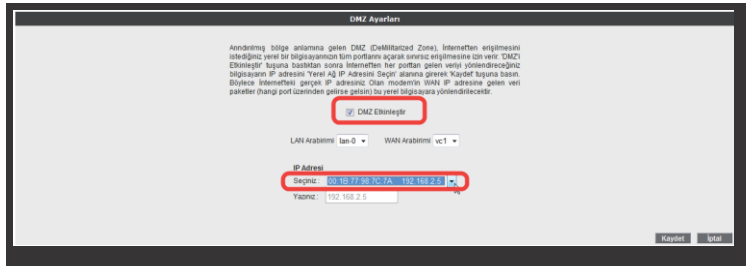 DMZ Ayarları
Arındırılmış bölge anlamına gelen DMZ (DeMilitarized Zone), İnternetten erişilmesini
istediğiniz yerel bir bilgisayarınızın tüm portlarını açarak sınırsız erişilmesine izin verir. 'DMZ'i
Etkinleştir' tuşuna bastıktan sonra İnternetten her porttan gelen veriyi yönlendireceğiniz
bilgisayarın IP adresini 'Yerel Ağ IP Adresini Seçin' alanına girerek 'Kaydet' tuşuna basın.
Böylece İnternetteki gerçek IP adresiniz Olan modem'in WAN IP adresine gelen veri
paketler (hangi port üzerinden gelirse gelsin) bu yerel bilgisayara yönlendirilecektir.
DMZ Etkinleştir
LAN Arabirimi lan-0 WAN Arabirimi vc1
IP Adresi
Seçiniz : 00:1B:77:98:7C:7A 192.168.2.5
Yazınız : 192.168.2.5
Kaydet İptal